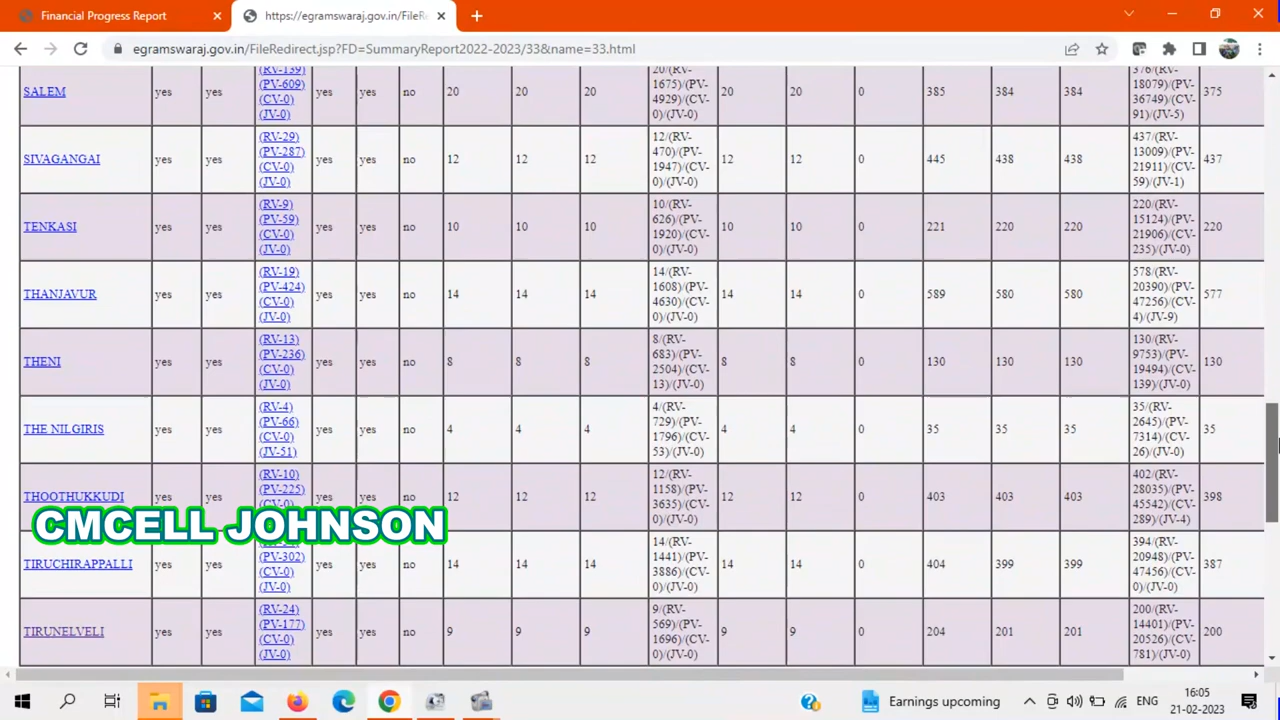 Financial Progress Report
https://egramswaraj.gov.in/FileRe
egramswaraj.gov.in/FileRedirect.jsp?FD=SummaryReport2022-2023/33&name=33.html
SALEM yes yes (RV-139) (PV-609) (CV-0) (JV-0) yes yes no 20 20 20 20/(RV-1675)/(PV-4929)/(CV-0)/(JV-0) 20 20 0 385 384 384 376/(RV-18079)/(PV-36749)/(CV-91)/(JV-5) 375
SIVAGANGAI yes yes (RV-29) (PV-287) (CV-0) (JV-0) yes yes no 12 12 12 12/(RV-470)/(PV-1947)/(CV-0)/(JV-0) 12 12 0 445 438 438 437/(RV-13009)/(PV-21911)/(CV-59)/(JV-1) 437
TENKASI yes yes (RV-9) (PV-59) (CV-0) (JV-0) yes yes no 10 10 10 10/(RV-626)/(PV-1920)/(CV-0)/(JV-0) 10 10 0 221 220 220 220/(RV-15124)/(PV-21906)/(CV-235)/(JV-0) 220
THANJAVUR yes yes (RV-19) (PV-424) (CV-0) (JV-0) yes yes no 14 14 14 14/(RV-1608)/(PV-4630)/(CV-0)/(JV-0) 14 14 0 589 580 580 578/(RV-20390)/(PV-47256)/(CV-4)/(JV-9) 577
THENI yes yes (RV-13) (PV-236) (CV-0) (JV-0) yes yes no 8 8 8 8/(RV-683)/(PV-2504)/(CV-13)/(JV-0) 8 8 0 130 130 130 130/(RV-9753)/(PV-19494)/(CV-139)/(JV-0) 130
THE NILGIRIS yes yes (RV-4) (PV-66) (CV-0) (JV-51) yes yes no 4 4 4 4/(RV-729)/(PV-1796)/(CV-53)/(JV-0) 4 4 0 35 35 35 35/(RV-2645)/(PV-7314)/(CV-26)/(JV-0) 35
THOOTHUKKUDI yes yes (RV-10) (PV-225) yes yes no 12 12 12 12/(RV-1158)/(PV-3635)/(CV-0)/(JV-0) 12 12 0 403 403 403 402/(RV-28035)/(PV-45542)/(CV-289)/(JV-4) 398
CMCELL JOHNSON
TIRUCHIRAPPALLI yes yes (PV-302) (CV-0) (JV-0) yes yes no 14 14 14 14/(RV-1441)/(PV-3886)/(CV-0)/(JV-0) 14 14 0 404 399 399 394/(RV-20948)/(PV-47456)/(CV-0)/(JV-0) 387
TIRUNELVELI yes yes (RV-24) (PV-177) (CV-0) (JV-0) yes yes no 9 9 9 9/(RV-569)/(PV-1696)/(CV-0)/(JV-0) 9 9 0 204 201 201 200/(RV-14401)/(PV-20526)/(CV-781)/(JV-0) 200
Earnings upcoming
ENG
16:05
21-02-2023